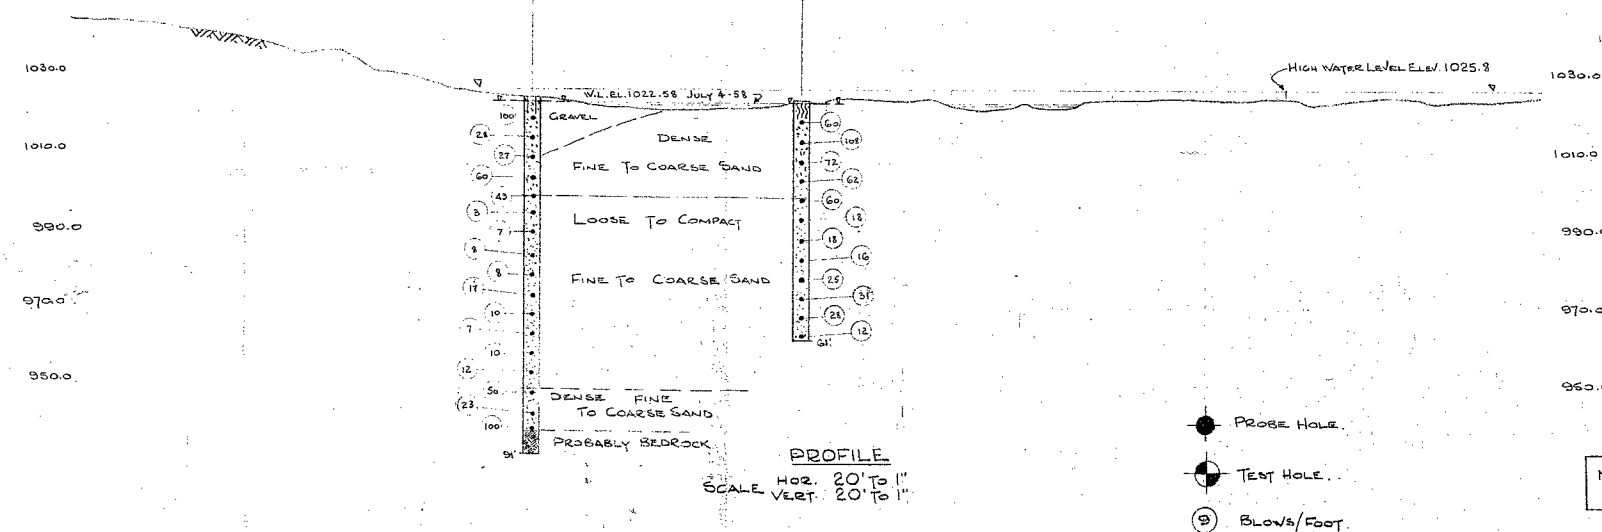 1030.0
HIGH WATER LEVEL ELEV. 1025.8
1030.0
W.L. EL. 1022.58 JULY 4-58
100
GRAVEL
60
28
DENSE
108
1010.0
27
72
1010.0
60
FINE TO COARSE SAND
62
49
60
3
LOOSE TO COMPACT
18
990.0
7
990.0
8
18
8
16
FINE TO COARSE SAND
25
17
31
970.0
10
28
970.0
7
12
61'
10
12
950.0
950.0
50
DENSE FINE
23
TO COARSE SAND
100
PROBABLY BEDROCK
91'
PROFILE
SCALE HOR. 20' TO 1"
VERT. 20' TO 1"
PROBE HOLE.
TEST HOLE.
9 BLOWS/FOOT